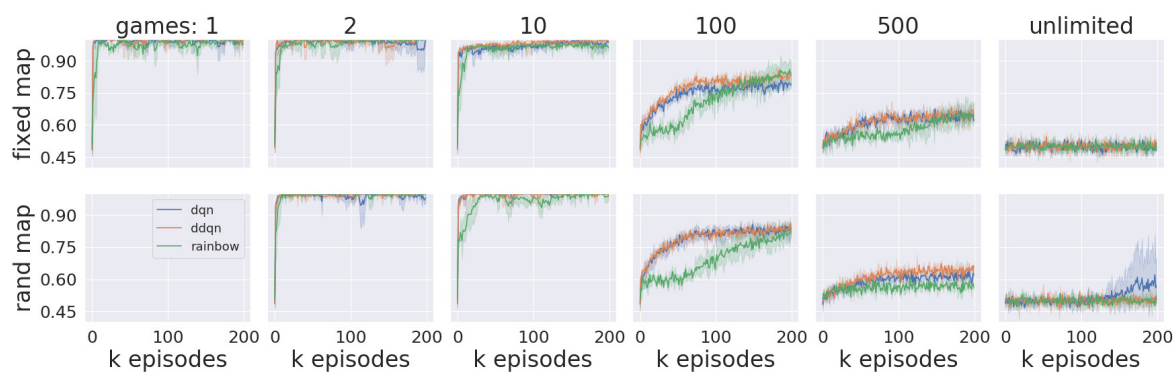 games: 1 2 10 100 500 unlimited
fixed map
0.90
0.75
0.60
0.45
rand map
0.90
0.75
0.60
0.45
dqn
ddqn
rainbow
0 100 200 0 100 200 0 100 200 0 100 200 0 100 200 0 100 200
k episodes k episodes k episodes k episodes k episodes k episodes